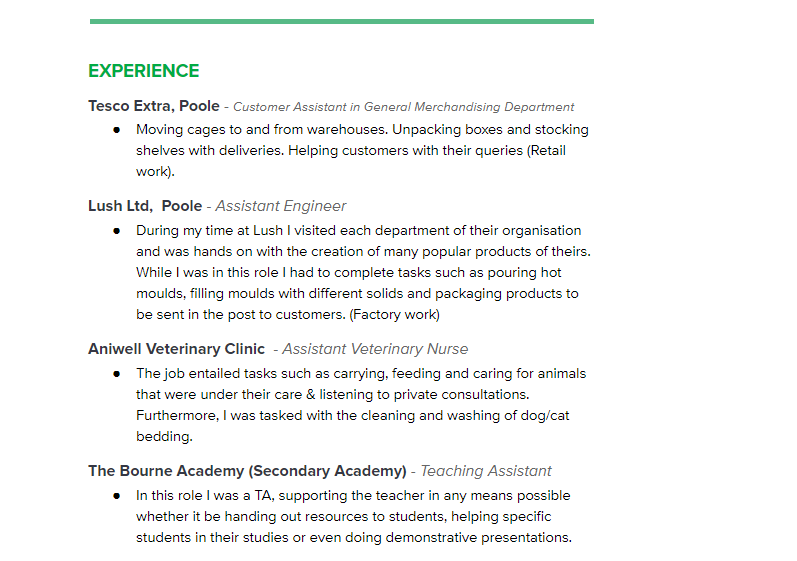 EXPERIENCE
Tesco Extra, Poole - Customer Assistant in General Merchandising Department
● Moving cages to and from warehouses. Unpacking boxes and stocking
shelves with deliveries. Helping customers with their queries (Retail
work).
Lush Ltd,  Poole - Assistant Engineer
● During my time at Lush I visited each department of their organisation
and was hands on with the creation of many popular products of theirs.
While I was in this role I had to complete tasks such as pouring hot
moulds, filling moulds with different solids and packaging products to
be sent in the post to customers. (Factory work)
Aniwell Veterinary Clinic  - Assistant Veterinary Nurse
● The job entailed tasks such as carrying, feeding and caring for animals
that were under their care & listening to private consultations.
Furthermore, I was tasked with the cleaning and washing of dog/cat
bedding.
The Bourne Academy (Secondary Academy) - Teaching Assistant
● In this role I was a TA, supporting the teacher in any means possible
whether it be handing out resources to students, helping specific
students in their studies or even doing demonstrative presentations.